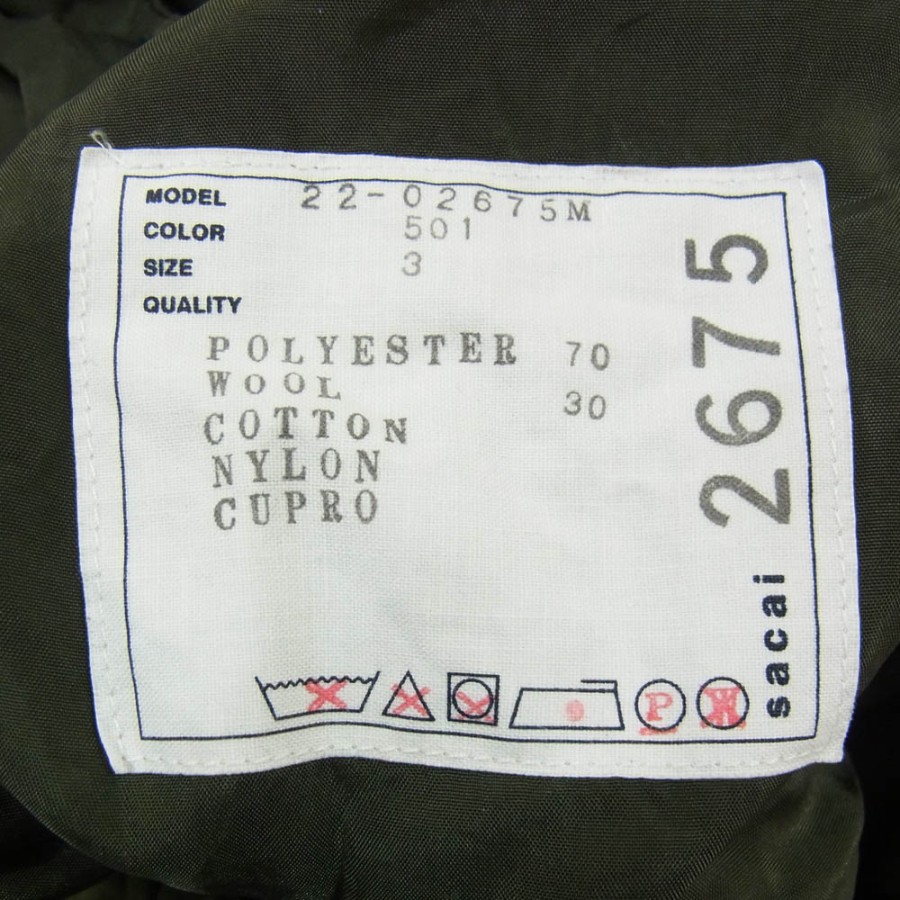 MODEL 22-02675M
COLOR 501
SIZE 3
QUALITY
POLYESTER 70
WOOL 30
COTTON
NYLON
CUPRO
sacai 2675
P
W